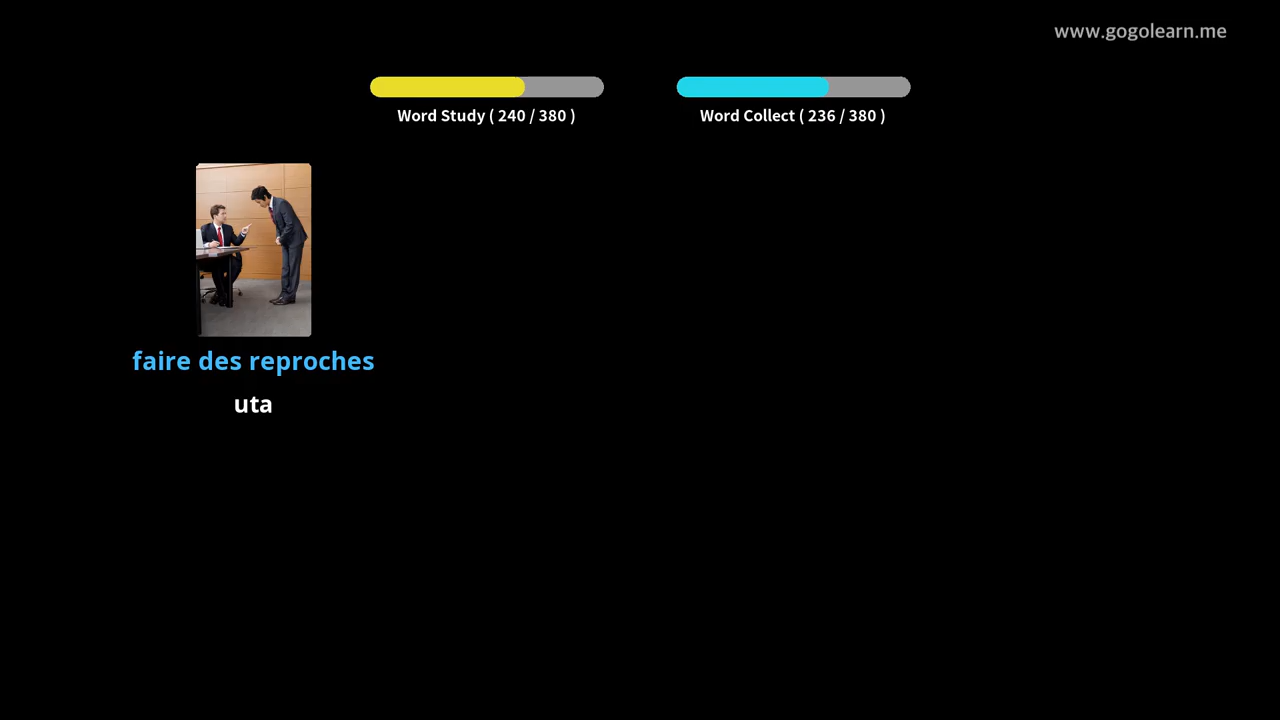 www.gogolearn.me
Word Study ( 240 / 380 )
Word Collect ( 236 / 380 )
faire des reproches
uta